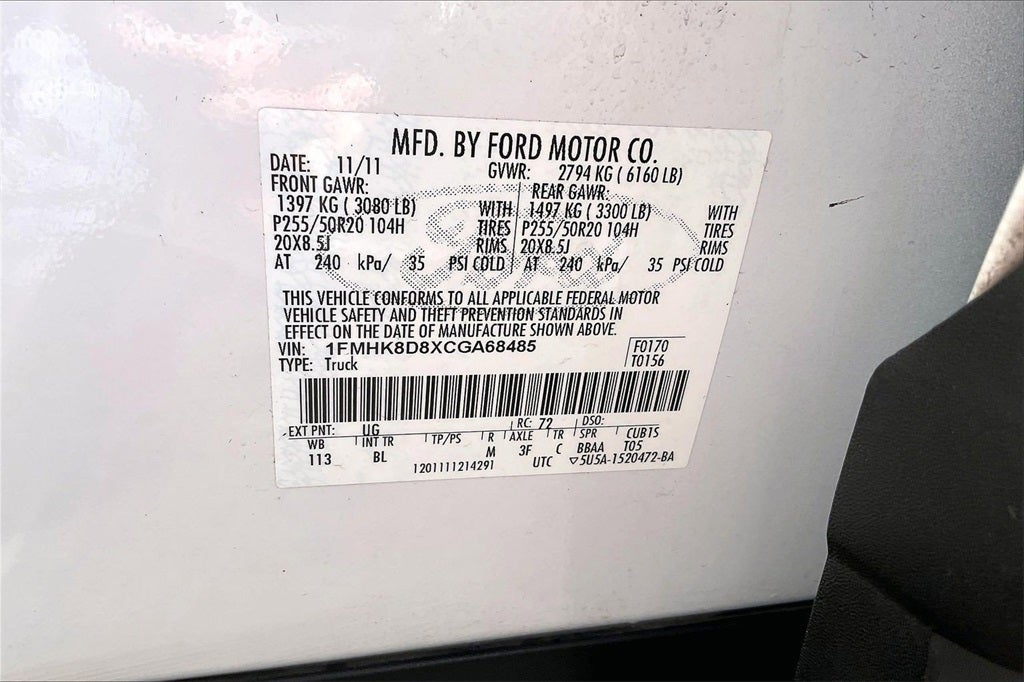 MFD. BY FORD MOTOR CO.
DATE: 11/11 GVWR: 2794 KG ( 6160 LB)
FRONT GAWR: REAR GAWR:
1397 KG ( 3080 LB) WITH 1497 KG ( 3300 LB) WITH
P255/50R20 104H TIRES P255/50R20 104H TIRES
20X8.5J RIMS 20X8.5J RIMS
AT 240 kPa/ 35 PSI COLD AT 240 kPa/ 35 PSI COLD
Ford
THIS VEHICLE CONFORMS TO ALL APPLICABLE FEDERAL MOTOR
VEHICLE SAFETY AND THEFT PREVENTION STANDARDS IN
EFFECT ON THE DATE OF MANUFACTURE SHOWN ABOVE.
VIN: 1FMHK8D8XCGA68485 F0170
TYPE: Truck T0156
EXT PNT: UG RC: 72 DSO:
WB INT TR TP/PS R AXLE TR SPR CUBTS
113 BL M 3F C BBAA T05
1201111214291 UTC ▽5U5A-1520472-BA